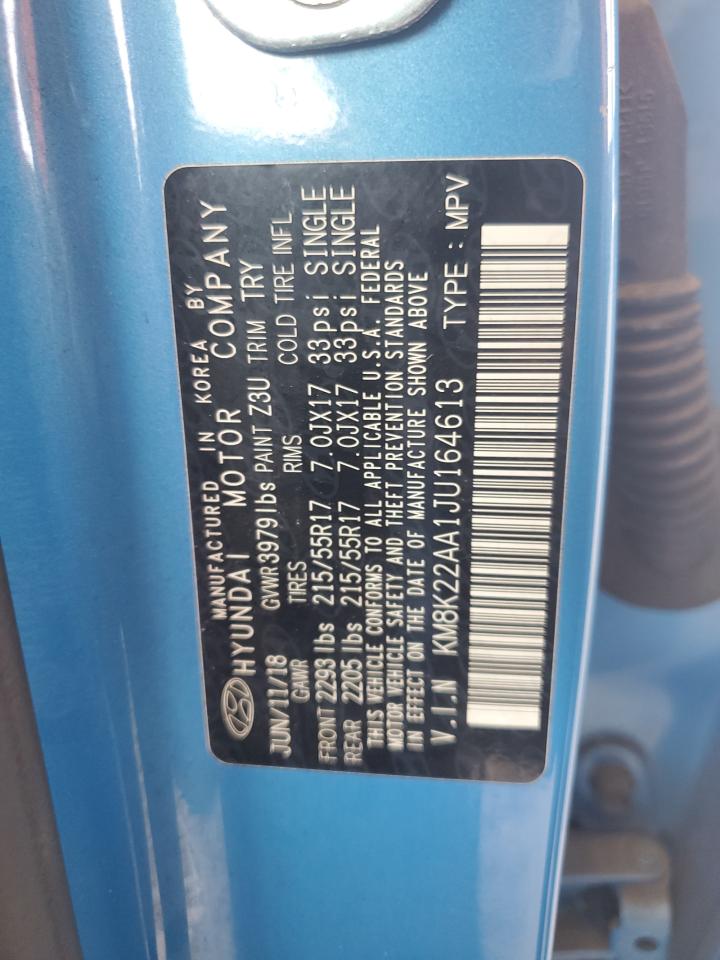 MANUFACTURED IN KOREA BY
HYUNDAI MOTOR COMPANY
JUN/11/18 GVWR 3979lbs PAINT Z3U TRIM TRY
GAWR TIRES RIMS COLD TIRE INFL
FRONT 2293 lbs 215/55R17 7.0JX17 33psi SINGLE
REAR 2205 lbs 215/55R17 7.0JX17 33psi SINGLE
THIS VEHICLE CONFORMS TO ALL APPLICABLE U.S.A. FEDERAL
MOTOR VEHICLE SAFETY AND THEFT PREVENTION STANDARDS
IN EFFECT ON THE DATE OF MANUFACTURE SHOWN ABOVE
V.I.N KM8K22AA1JU164613 TYPE : MPV